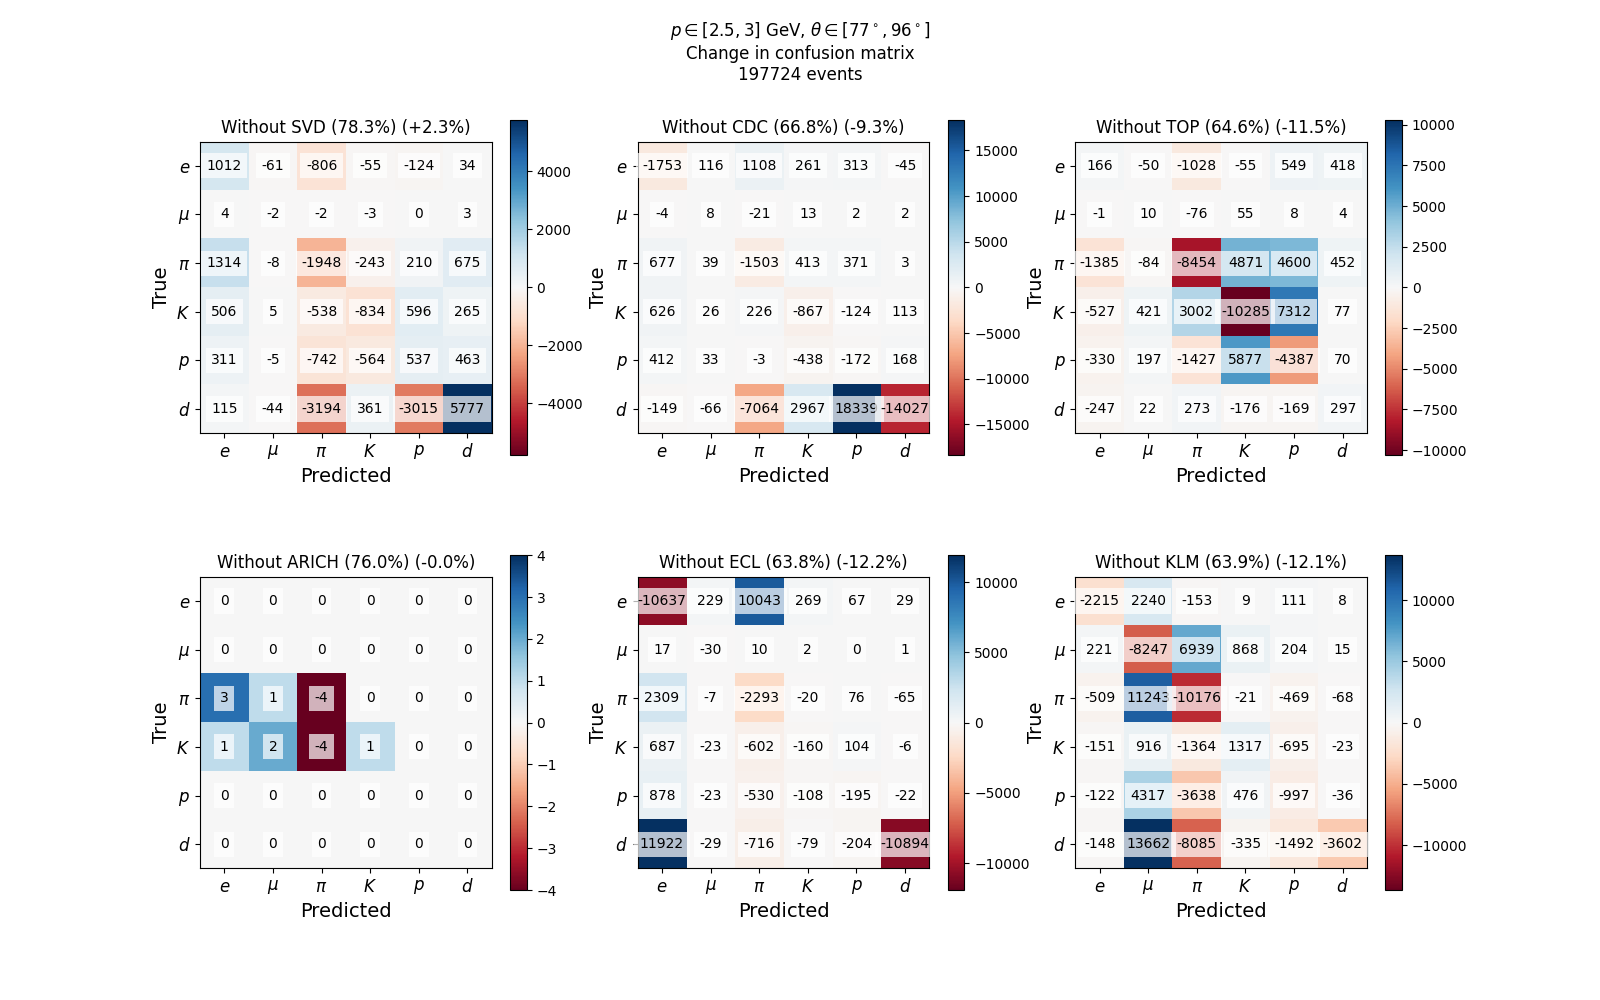 p ∈ [2.5, 3] GeV, θ ∈ [77°, 96°]
Change in confusion matrix
197724 events
Without SVD (78.3%) (+2.3%)
e 1012 -61 -806 -55 -124 34
μ 4 -2 -2 -3 0 3
π 1314 -8 -1948 -243 210 675
K 506 5 -538 -834 596 265
p 311 -5 -742 -564 537 463
d 115 -44 -3194 361 -3015 5777
e μ π K p d
True
Predicted
4000
2000
0
−2000
−4000
Without CDC (66.8%) (-9.3%)
e -1753 116 1108 261 313 -45
-4 8 -21 13 2 2
677 39 -1503 413 371 3
K 626 26 226 -867 -124 113
p 412 33 -3 -438 -172 168
d -149 -66 -7064 2967 18339 -14027
e μ π K p d
True
Predicted
15000
10000
5000
0
−5000
−10000
−15000
Without TOP (64.6%) (-11.5%)
e 166 -50 -1028 -55 549 418
μ -1 10 -76 55 8 4
π -1385 -84 -8454 4871 4600 452
K -527 421 3002 -10285 7312 77
p -330 197 -1427 5877 -4387 70
d -247 22 273 -176 -169 297
e μ π K p d
True
Predicted
10000
7500
5000
2500
0
−2500
−5000
−7500
−10000
Without ARICH (76.0%) (-0.0%)
e 0 0 0 0 0 0
μ 0 0 0 0 0 0
π 3 1 -4 0 0 0
K 1 2 -4 1 0 0
p 0 0 0 0 0 0
d 0 0 0 0 0 0
e μ π K p d
True
Predicted
4
3
2
1
0
−1
−2
−3
−4
Without ECL (63.8%) (-12.2%)
e -10637 229 10043 269 67 29
μ 17 -30 10 2 0 1
π 2309 -7 -2293 -20 76 -65
K 687 -23 -602 -160 104 -6
p 878 -23 -530 -108 -195 -22
d 11922 -29 -716 -79 -204 -10894
e μ π K p d
True
Predicted
10000
5000
0
−5000
−10000
Without KLM (63.9%) (-12.1%)
e -2215 2240 -153 9 111 8
μ 221 -8247 6939 868 204 15
π -509 11243 -10176 -21 -469 -68
K -151 916 -1364 1317 -695 -23
p -122 4317 -3638 476 -997 -36
d -148 13662 -8085 -335 -1492 -3602
e μ π K p d
True
Predicted
10000
5000
0
−5000
−10000